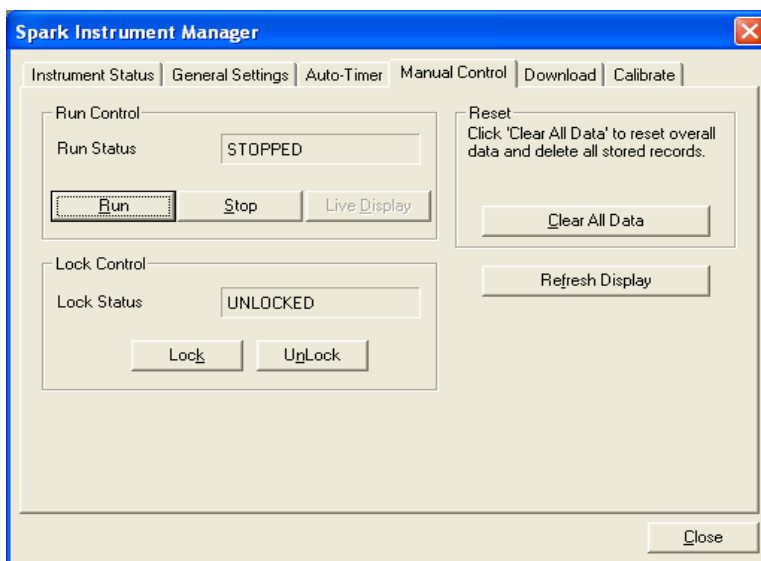 Spark Instrument Manager
Instrument Status General Settings Auto-Timer Manual Control Download Calibrate
Run Control
Run Status STOPPED
Run Stop Live Display
Lock Control
Lock Status UNLOCKED
Lock UnLock
Reset
Click 'Clear All Data' to reset overall
data and delete all stored records.
Clear All Data
Refresh Display
Close